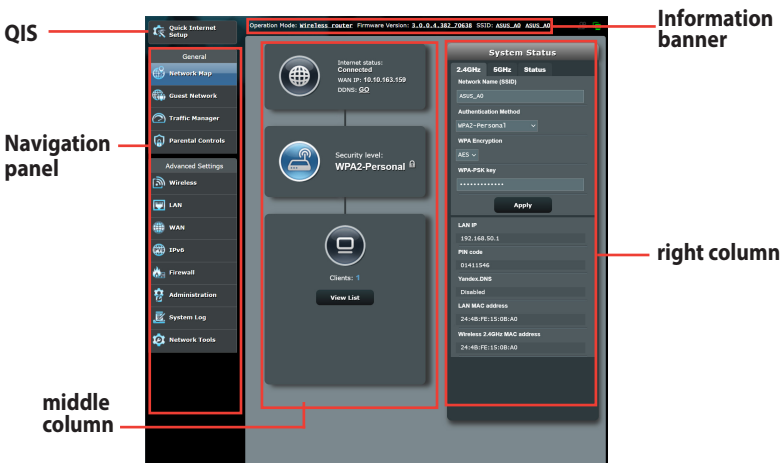 QIS
Navigation
panel
middle
column
Information
banner
right column
Quick Internet
Setup
General
Network Map
Guest Network
Traffic Manager
Parental Controls
Advanced Settings
Wireless
LAN
WAN
IPv6
Firewall
Administration
System Log
Network Tools
Operation Mode: Wireless router Firmware Version: 3.0.0.4.382_70638 SSID: ASUS_A0 ASUS_A0
Internet status:
Connected
WAN IP: 10.10.163.159
DDNS: GO
Security level:
WPA2-Personal
Clients: 1
View List
System Status
2.4GHz 5GHz Status
Network Name (SSID)
ASUS_A0
Authentication Method
WPA2-Personal
WPA Encryption
AES
WPA-PSK key
•••••••••••••
Apply
LAN IP
192.168.50.1
PIN code
01411546
Yandex.DNS
Disabled
LAN MAC address
24:4B:FE:15:0B:A0
Wireless 2.4GHz MAC address
24:4B:FE:15:0B:A0